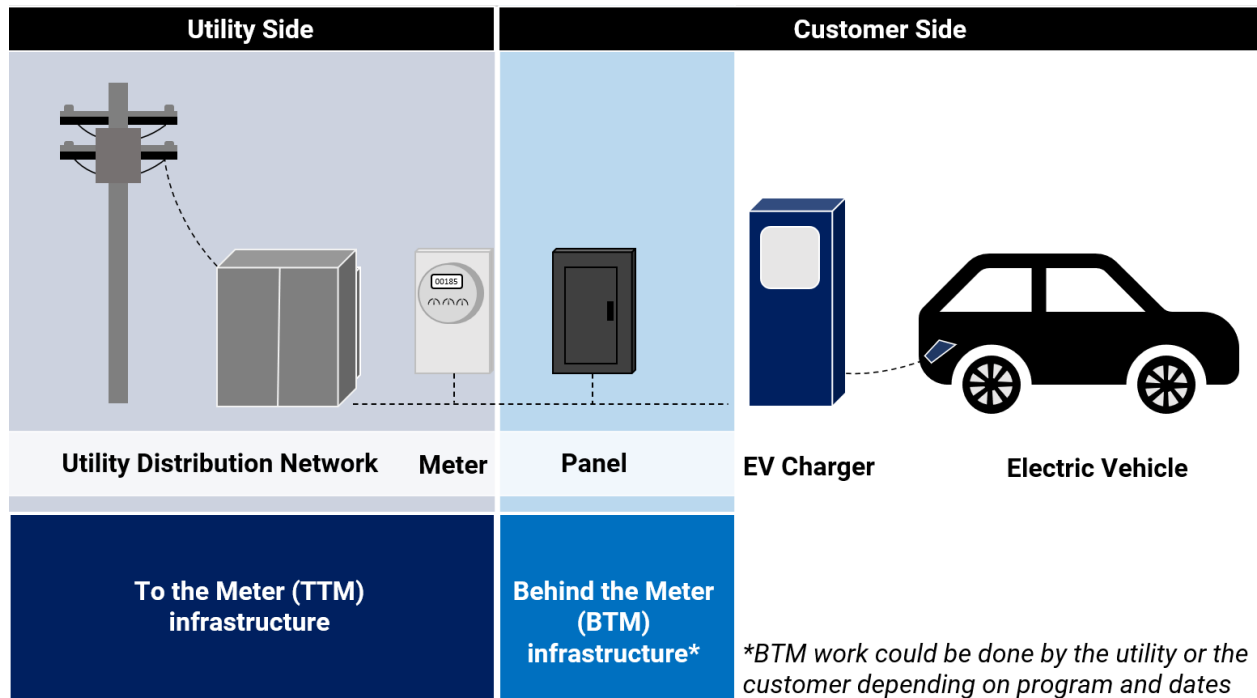 Utility Side
Customer Side
00185
Utility Distribution Network
Meter
Panel
EV Charger
Electric Vehicle
To the Meter (TTM)
infrastructure
Behind the Meter
(BTM)
infrastructure*
*BTM work could be done by the utility or the
customer depending on program and dates